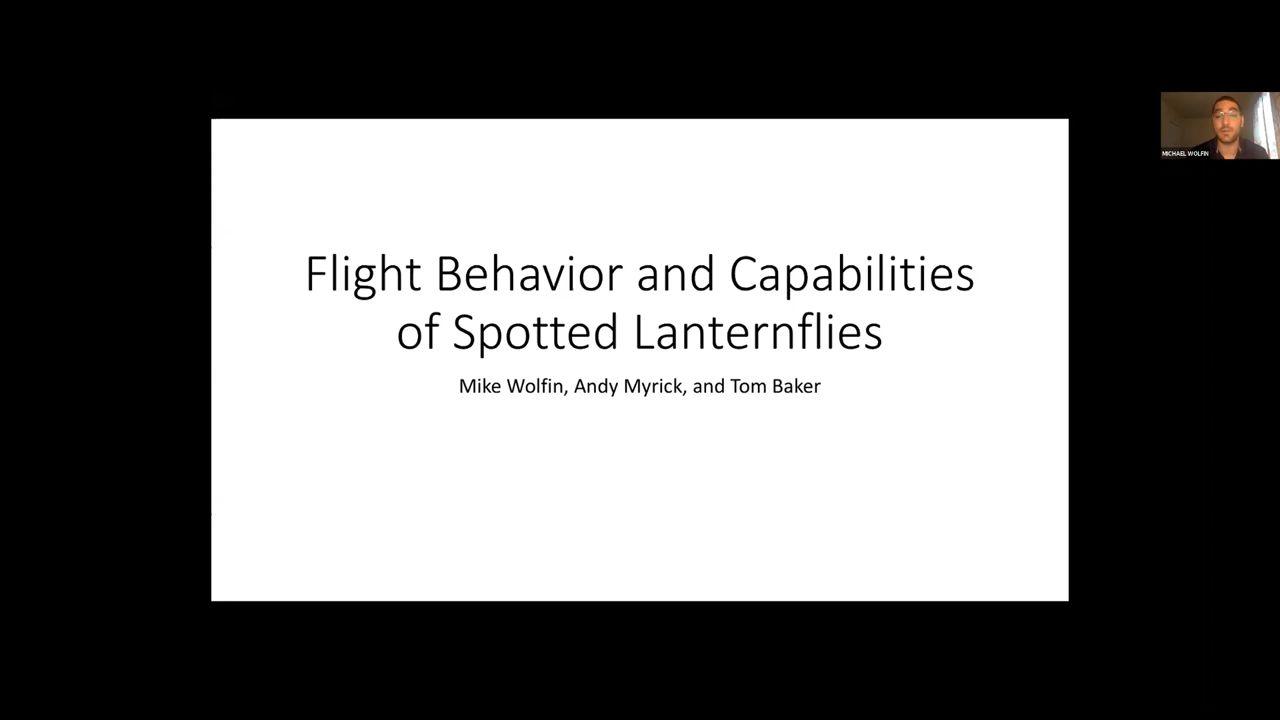 Flight Behavior and Capabilities
of Spotted Lanternflies
Mike Wolfin, Andy Myrick, and Tom Baker
MICHAEL WOLFIN